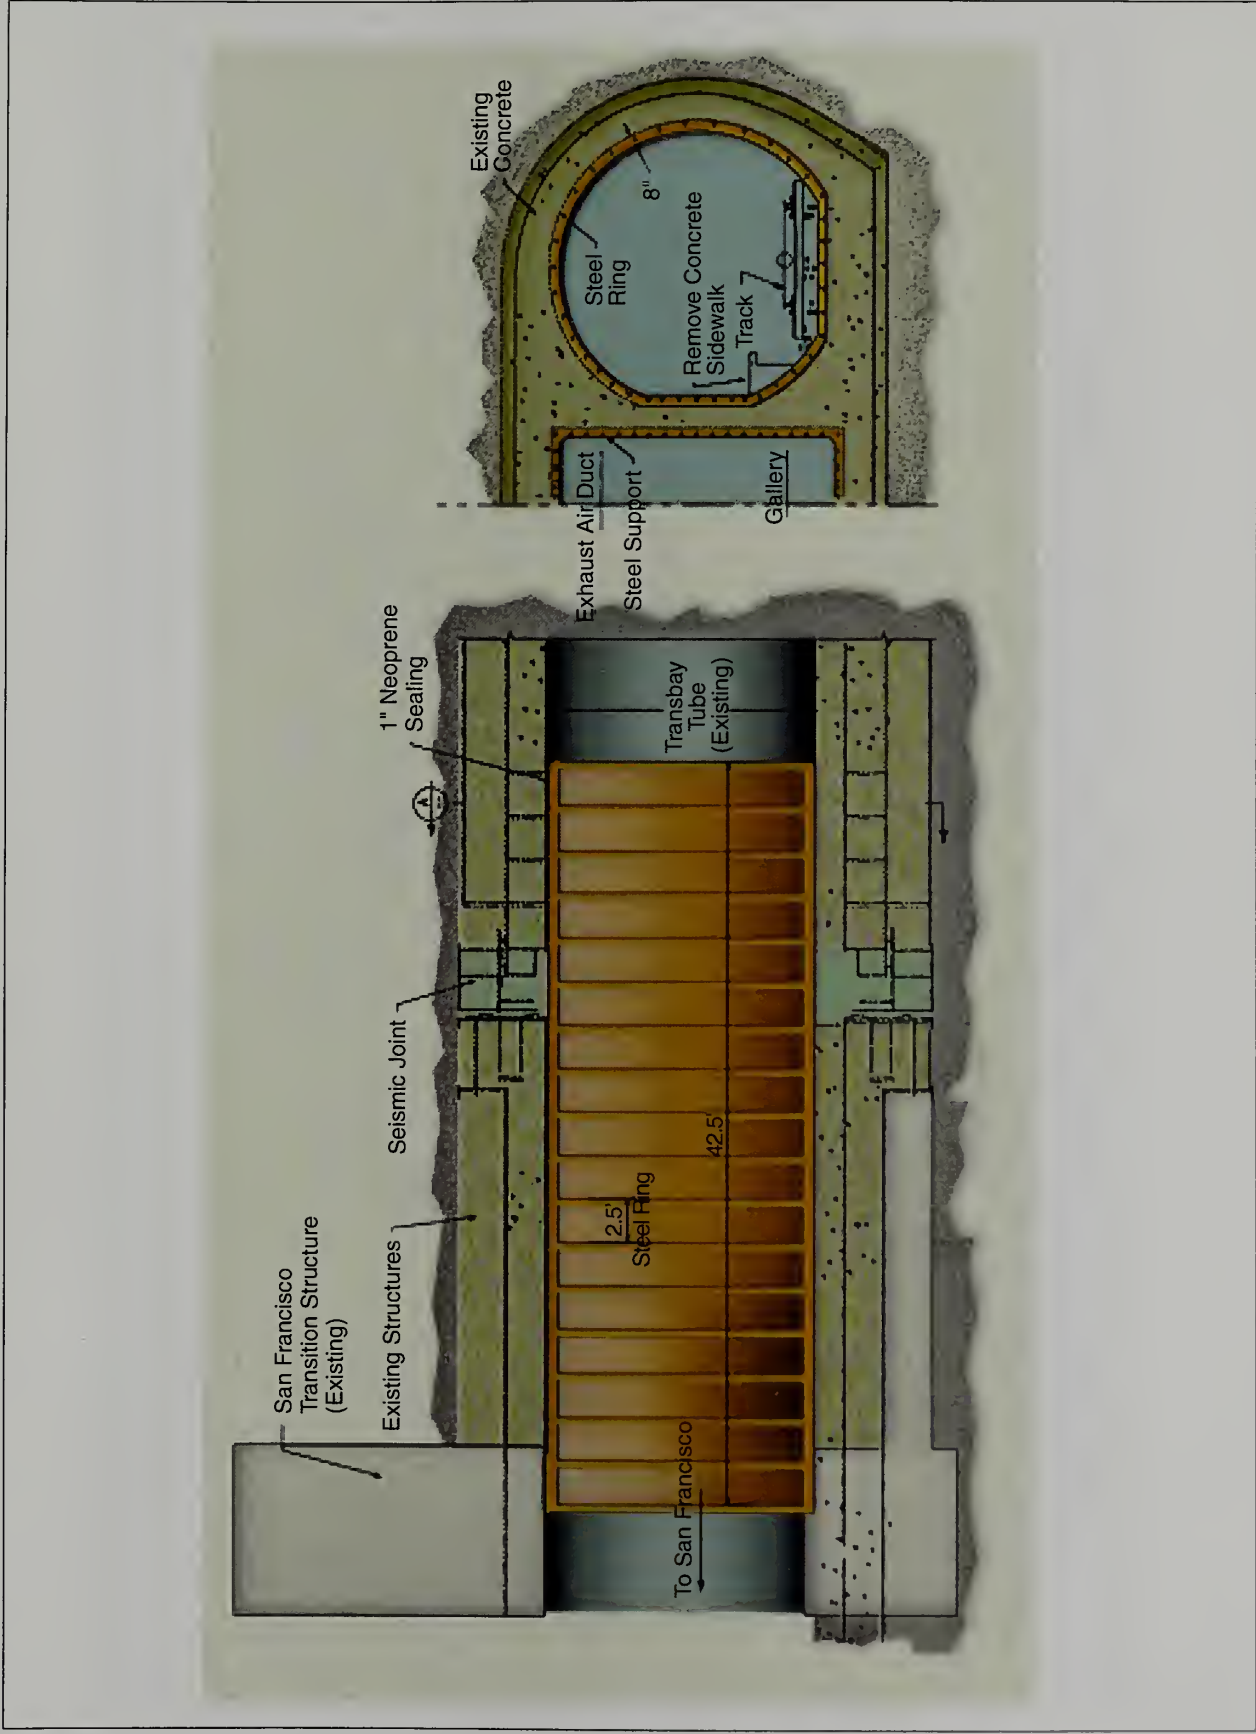 San Francisco
Transition Structure
(Existing)
Existing Structures
Seismic Joint
1" Neoprene
Sealing
A
2.5'
Steel Ring
42.5'
To San Francisco
Transbay
Tube
(Existing)
Existing
Concrete
Steel
Ring
8"
Remove Concrete
Sidewalk
Track
Exhaust Air Duct
Steel Support
Gallery